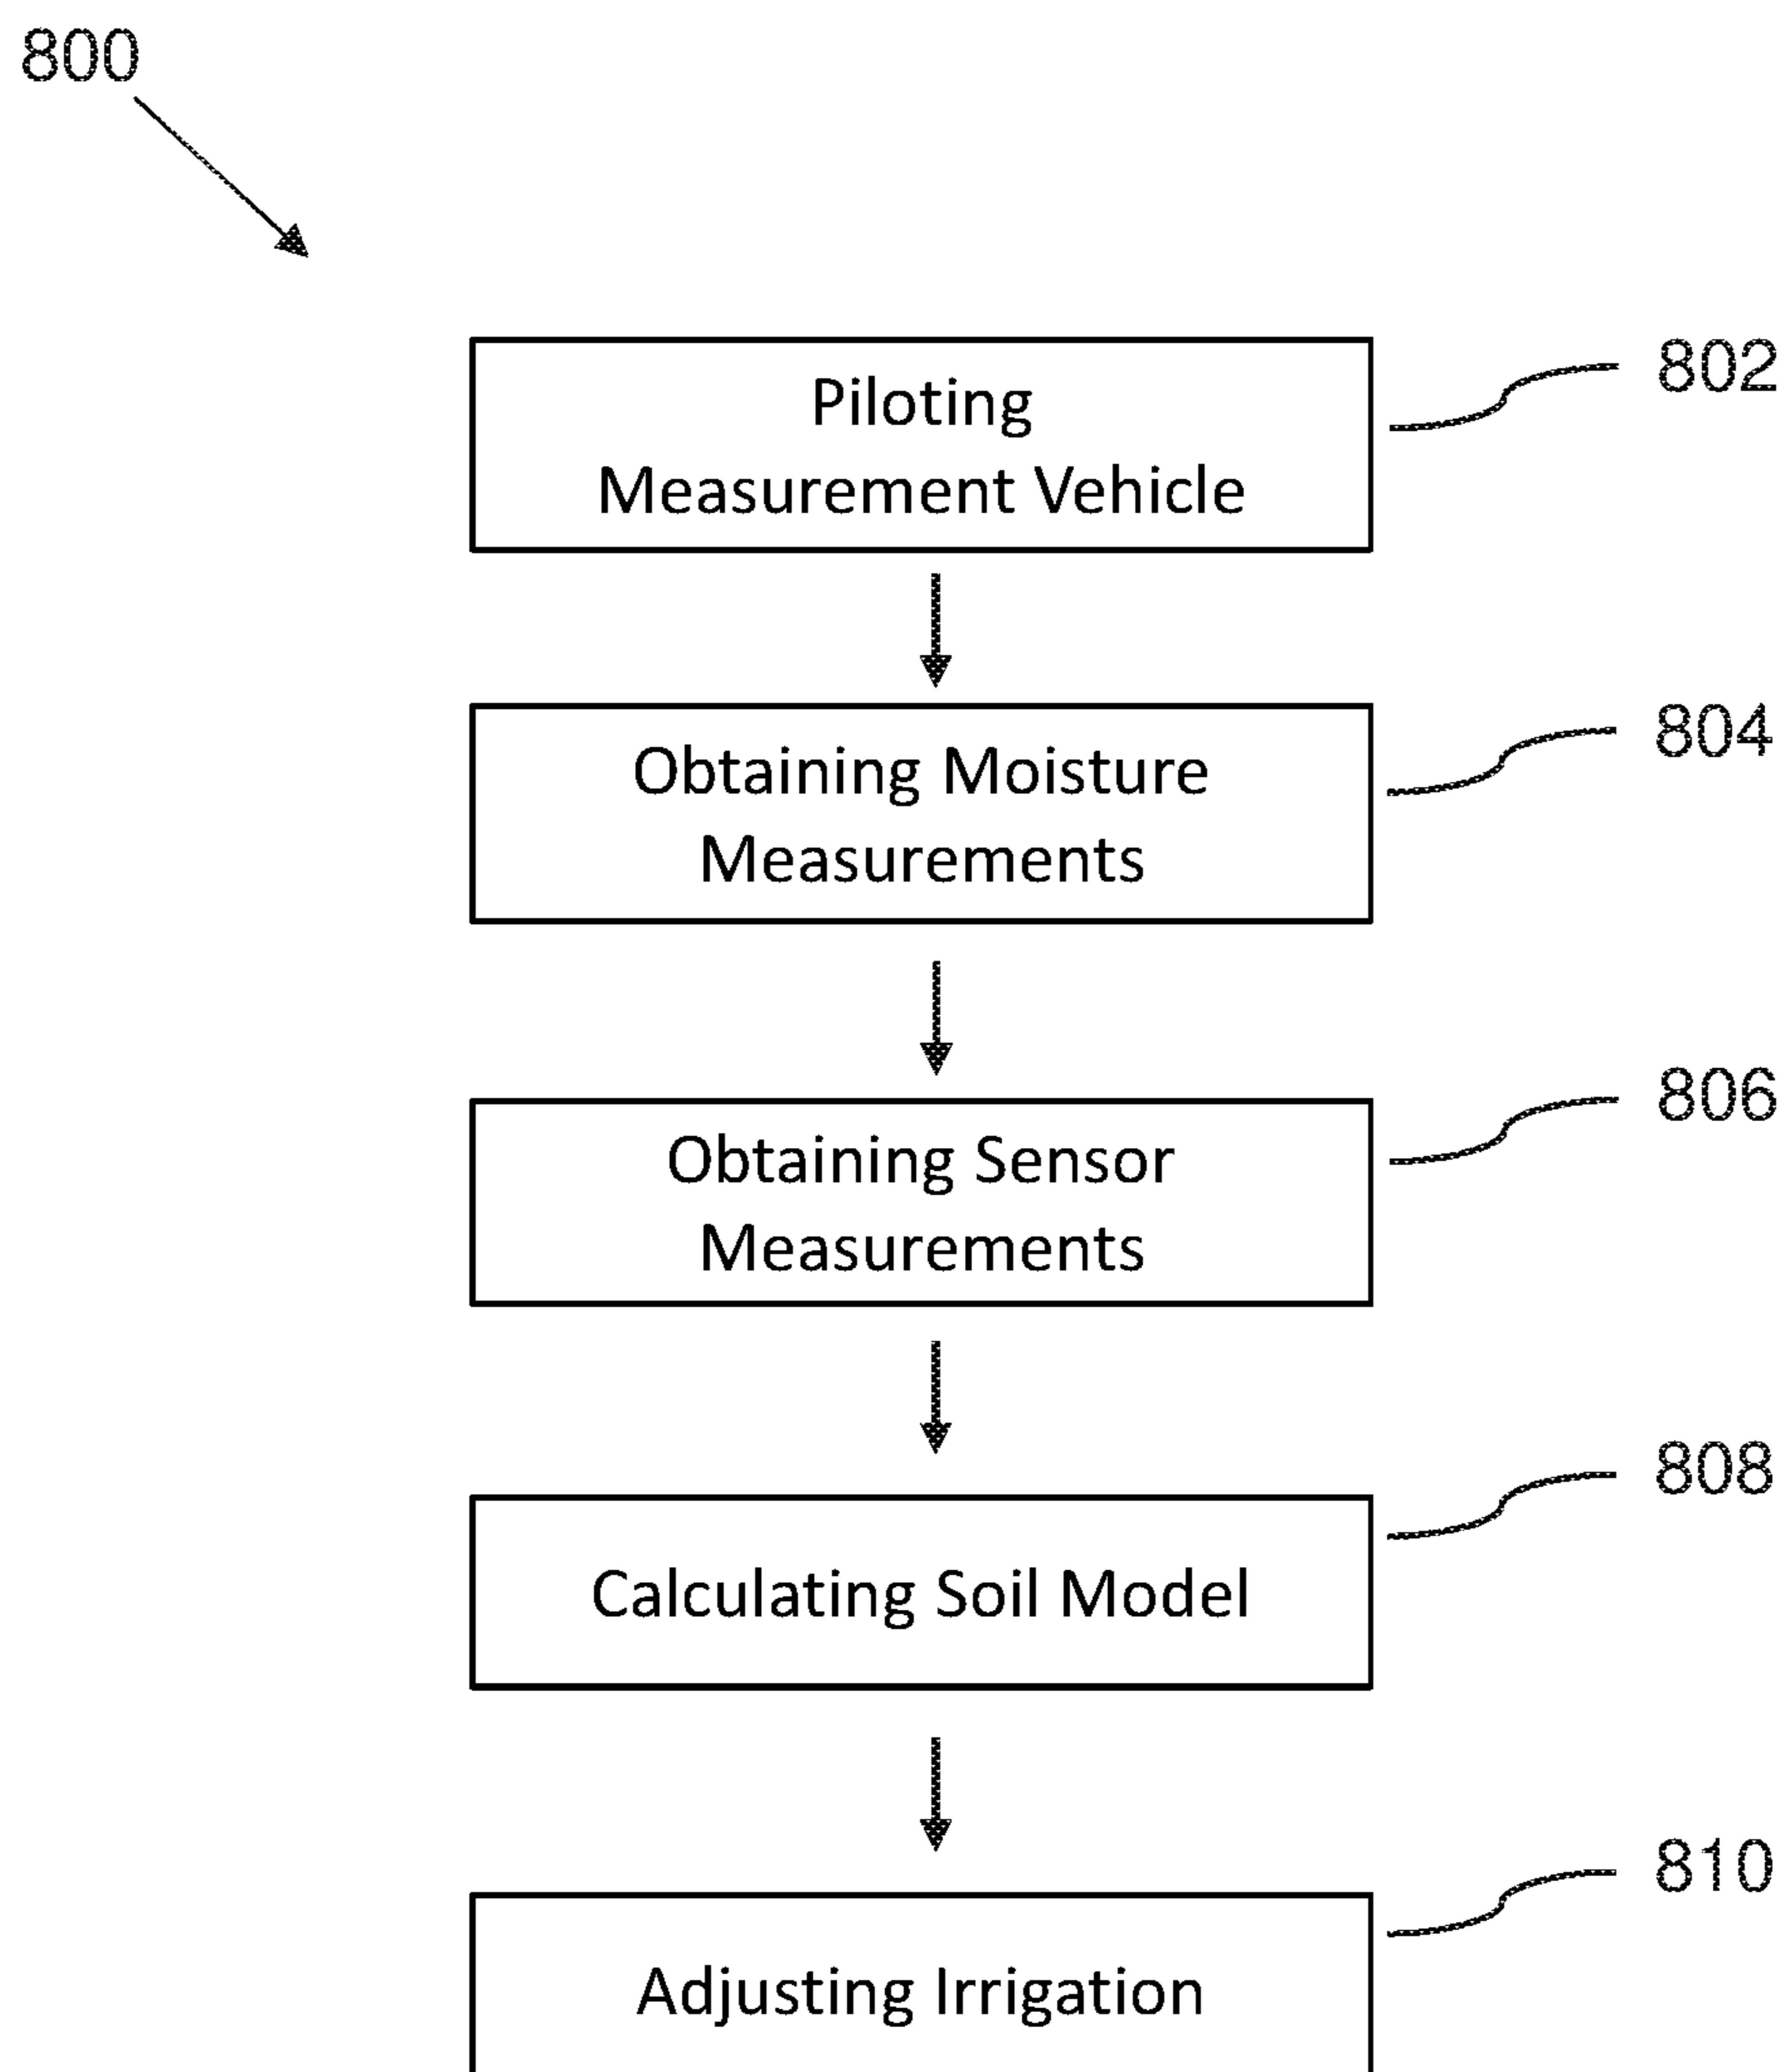 800
Piloting
Measurement Vehicle
802
Obtaining Moisture
Measurements
804
Obtaining Sensor
Measurements
806
Calculating Soil Model
808
Adjusting Irrigation
810